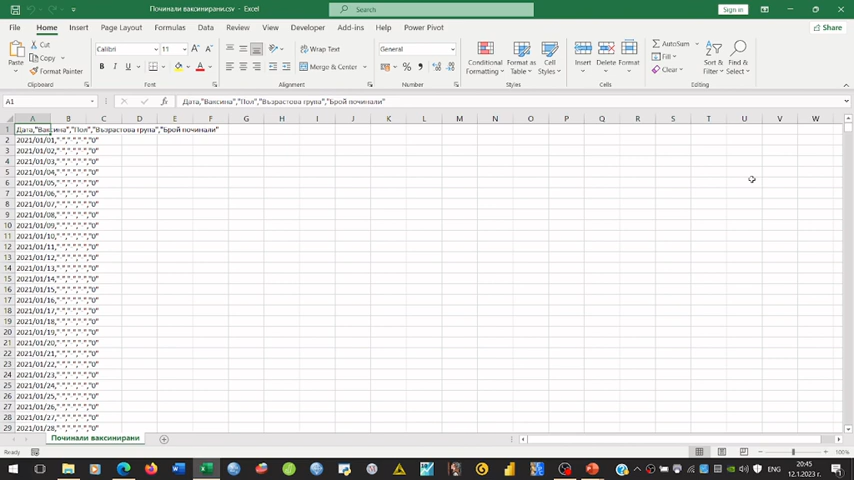 Починали ваксинирани.csv - Excel
Search
Sign in
File Home Insert Page Layout Formulas Data Review View Developer Add-ins Help Power Pivot Share
Paste Cut Copy Format Painter
Calibri 11
B I U
Wrap Text
Merge & Center
General
Conditional Formatting
Format as Table
Cell Styles
Insert Delete Format
AutoSum
Fill
Clear
Sort & Filter
Find & Select
Clipboard Font Alignment Number Styles Cells Editing
A1 fx Дата,"Ваксина","Пол","Възрастова група","Брой починали"
A B C D E F G H I J K L M N O P Q R S T U V W
1 Дата,"Ваксина","Пол","Възрастова група","Брой починали"
2 2021/01/01,"-","-","-","0"
3 2021/01/02,"-","-","-","0"
4 2021/01/03,"-","-","-","0"
5 2021/01/04,"-","-","-","0"
6 2021/01/05,"-","-","-","0"
7 2021/01/06,"-","-","-","0"
8 2021/01/07,"-","-","-","0"
9 2021/01/08,"-","-","-","0"
10 2021/01/09,"-","-","-","0"
11 2021/01/10,"-","-","-","0"
12 2021/01/11,"-","-","-","0"
13 2021/01/12,"-","-","-","0"
14 2021/01/13,"-","-","-","0"
15 2021/01/14,"-","-","-","0"
16 2021/01/15,"-","-","-","0"
17 2021/01/16,"-","-","-","0"
18 2021/01/17,"-","-","-","0"
19 2021/01/18,"-","-","-","0"
20 2021/01/19,"-","-","-","0"
21 2021/01/20,"-","-","-","0"
22 2021/01/21,"-","-","-","0"
23 2021/01/22,"-","-","-","0"
24 2021/01/23,"-","-","-","0"
25 2021/01/24,"-","-","-","0"
26 2021/01/25,"-","-","-","0"
27 2021/01/26,"-","-","-","0"
28 2021/01/27,"-","-","-","0"
29 2021/01/28,"-","-","-","0"
Починали ваксинирани
100%
ENG
20:45
12.1.2023 г.